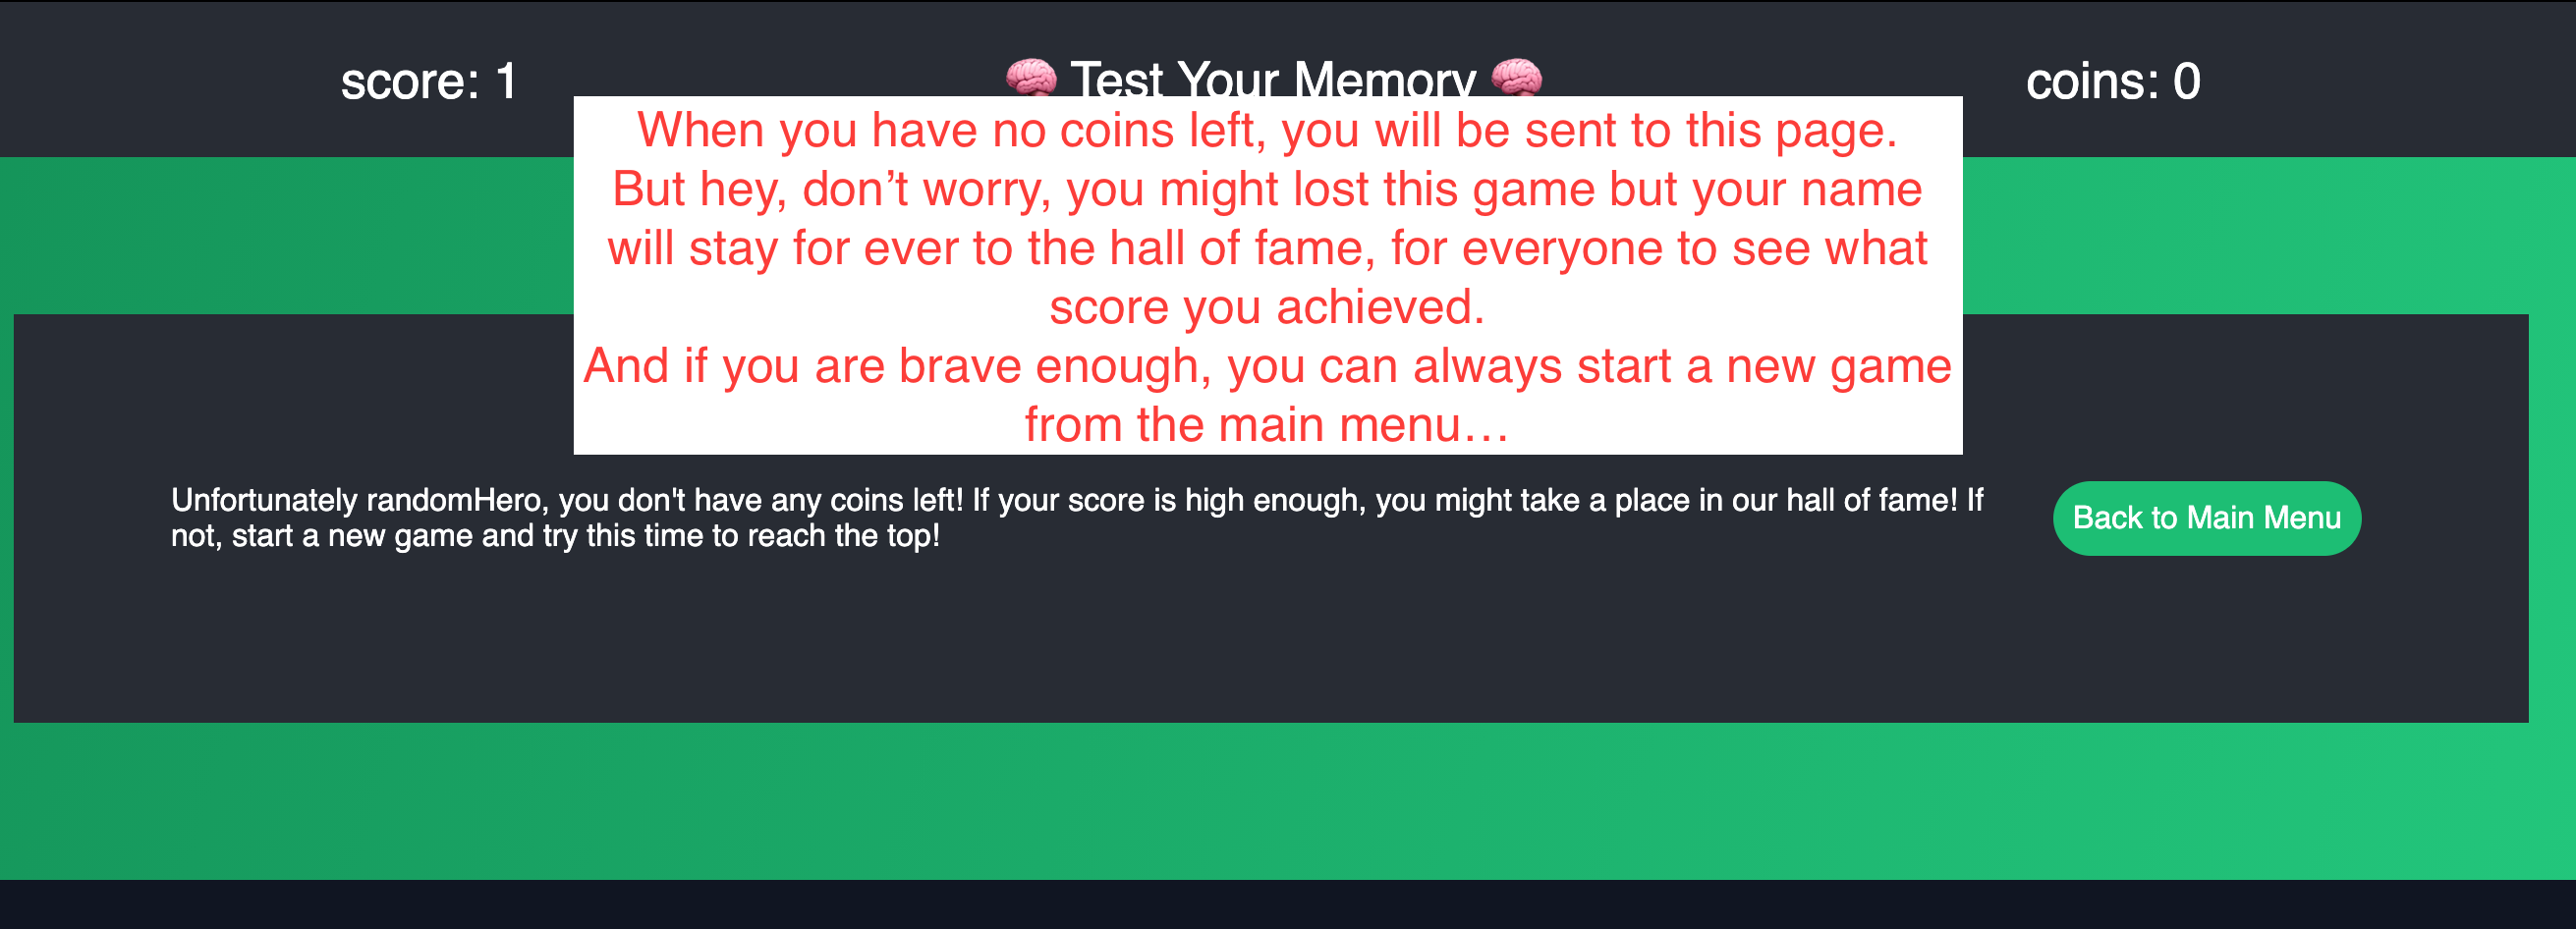 score: 1
🧠 Test Your Memory 🧠
coins: 0
When you have no coins left, you will be sent to this page.
But hey, don’t worry, you might lost this game but your name
will stay for ever to the hall of fame, for everyone to see what
score you achieved.
And if you are brave enough, you can always start a new game
from the main menu…
Unfortunately randomHero, you don't have any coins left! If your score is high enough, you might take a place in our hall of fame! If
not, start a new game and try this time to reach the top!
Back to Main Menu